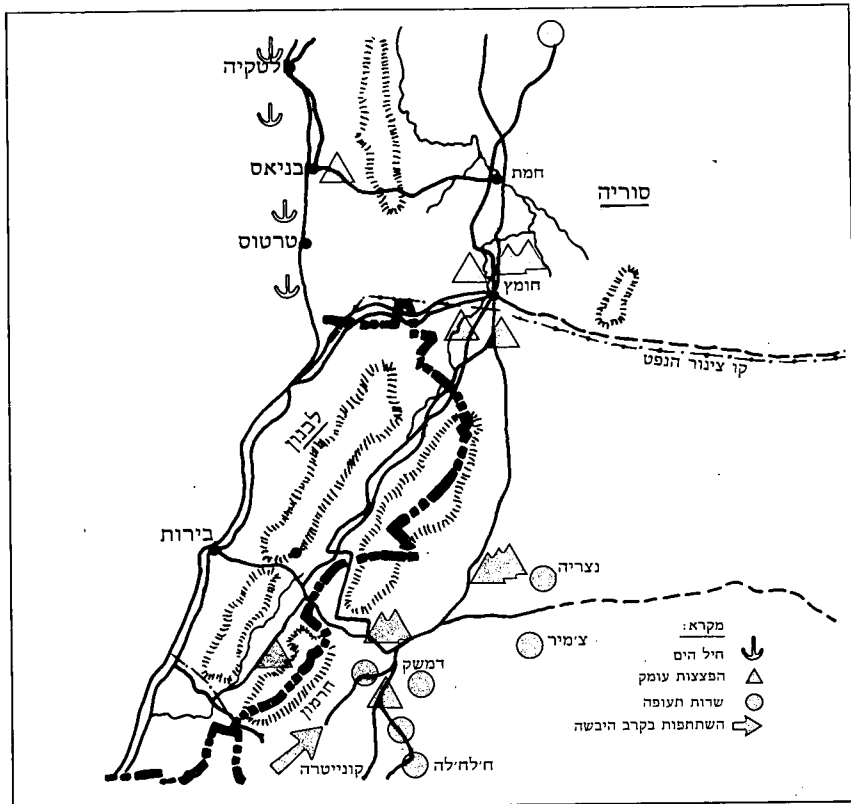 לטקיה
בניאס
חמת
סוריה
טרטוס
חומץ
קו צינור הנפט
לבנון
בירות
נצריה
צ׳מיר
דמשק
חרמון
קונייטרה
ח׳לח׳לה
מקרא:
חיל הים
הפצצות עומק
שדות תעופה
השתתפות בקרב היבשה